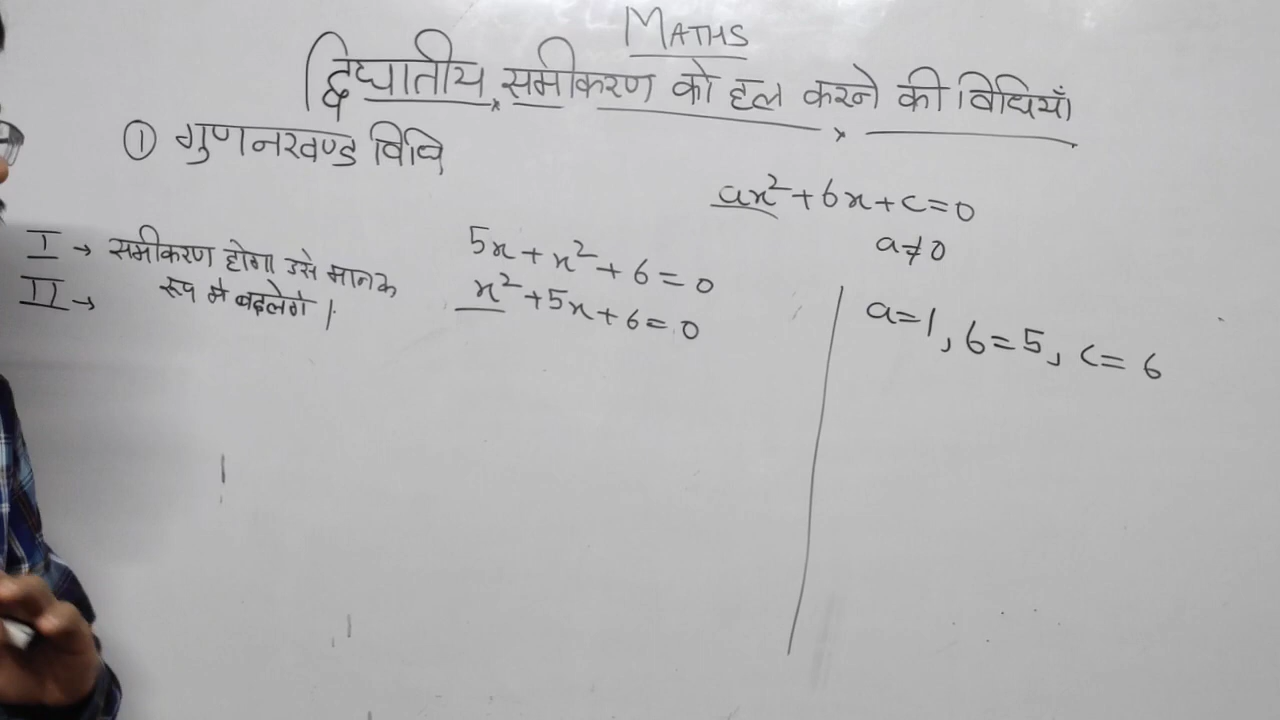 MATHS
द्विघातीय समीकरण को हल करने की विधियाँ
① गुणनखण्ड विधि
ax²+bx+c=0
a≠0
I → समीकरण होगा उसे मानक
रूप में बदलेगे ।
II →
5x+x²+6=0
x²+5x+6=0
a=1, b=5, c=6